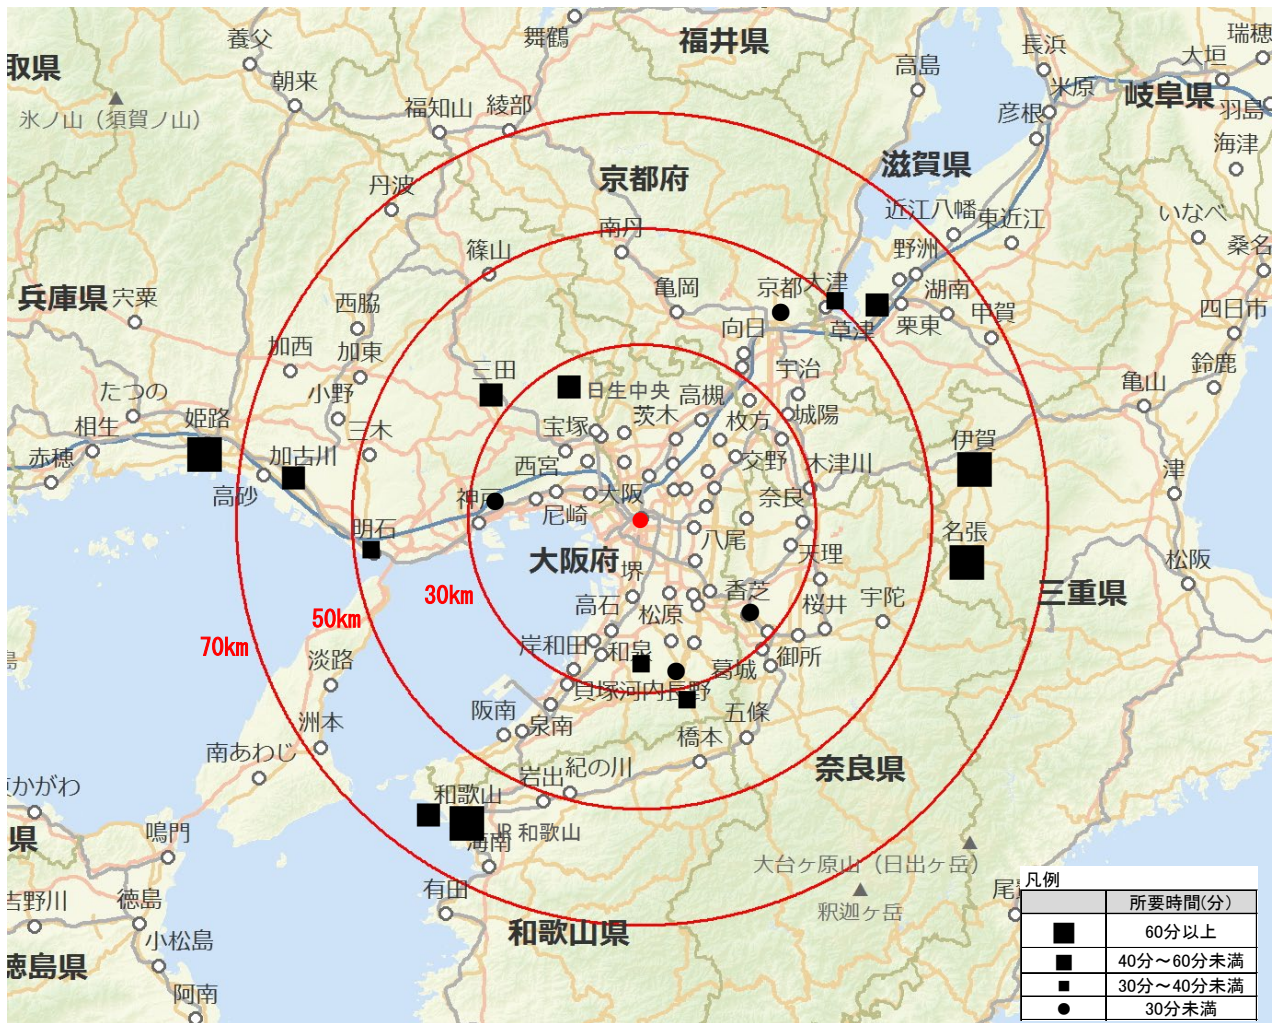 養父
舞鶴
福井県
長浜
瑞穂
取県
朝来
高島
大垣
米原
岐阜県
氷ノ山（須賀ノ山）
福知山
綾部
彦根
羽島
海津
京都府
滋賀県
丹波
南丹
近江八幡
東近江
いなべ
篠山
野洲
桑名
兵庫県
宍粟
西脇
亀岡
京都
大津
湖南
甲賀
四日市
向日
草津
栗東
加西
加東
三田
日生中央
高槻
宇治
鈴鹿
たつの
小野
茨木
枚方
城陽
亀山
相生
姫路
三木
宝塚
伊賀
赤穂
加古川
西宮
交野
木津川
津
高砂
神戸
尼崎
大阪
奈良
明石
大阪府
八尾
名張
松阪
堺
天理
30km
高石
松原
香芝
桜井
宇陀
三重県
50km
70km
岸和田
和泉
葛城
御所
淡路
貝塚
河内長野
洲本
阪南
泉南
五條
橋本
南あわじ
奈良県
かがわ
岩出
紀の川
和歌山
県
鳴門
海南
JR 和歌山
大台ヶ原山（日出ヶ岳）
吉野川
徳島
有田
釈迦ヶ岳
尾
小松島
和歌山県
徳島県
阿南
凡例
所要時間(分)
60分以上
40分～60分未満
30分～40分未満
30分未満